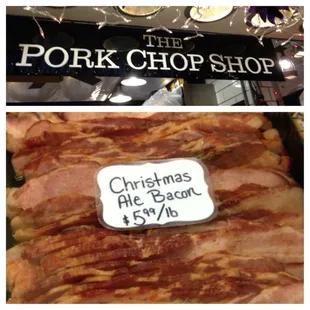 THE
PORK CHOP SHOP
Christmas
Ale Bacon
$5.99/lb